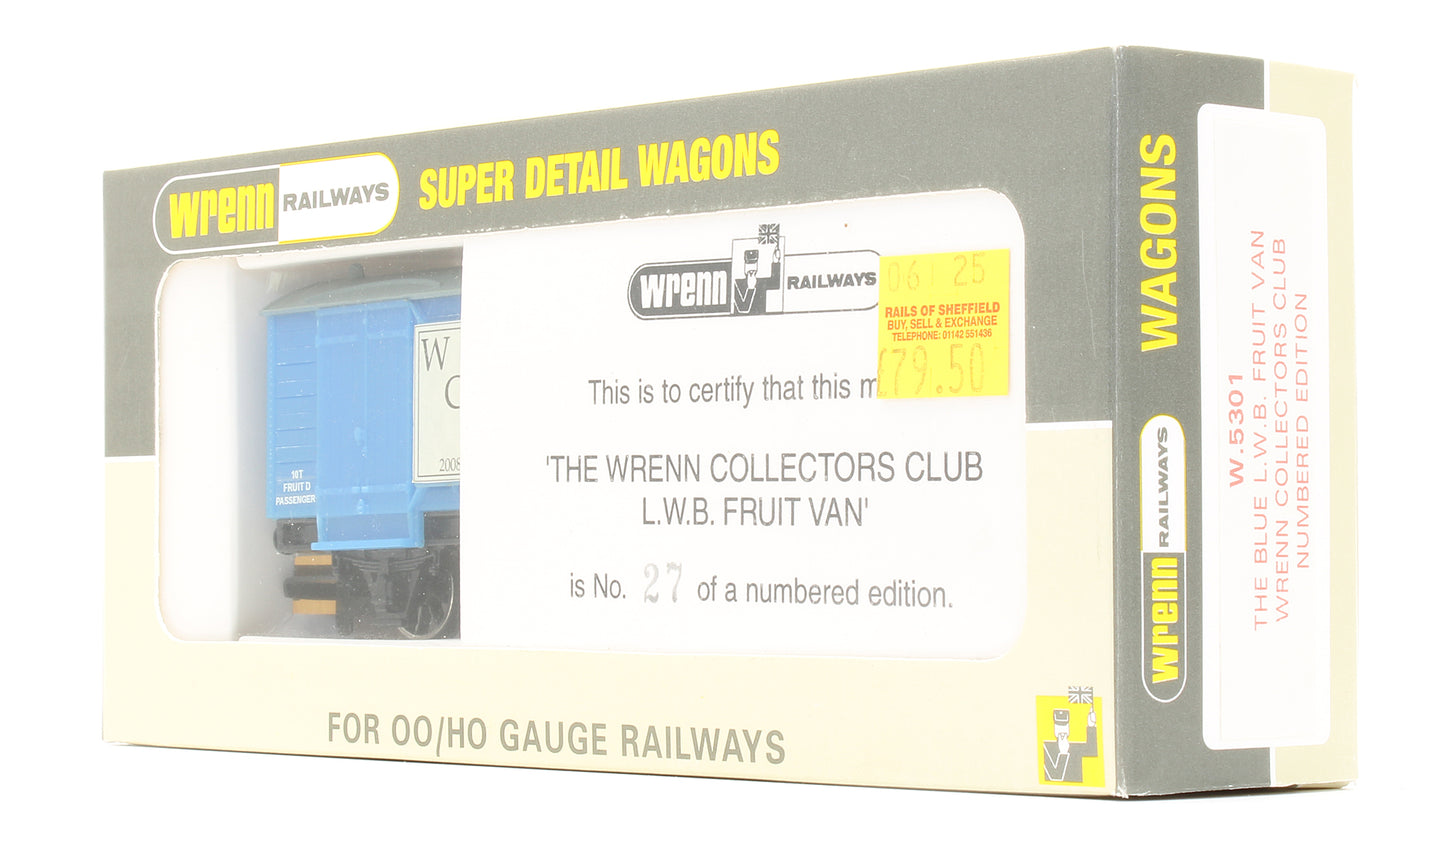 wrenn RAILWAYS
SUPER DETAIL WAGONS
wrenn RAILWAYS
06 25
RAILS OF SHEFFIELD
BUY, SELL & EXCHANGE
TELEPHONE: 01142 551436
£79.50
This is to certify that this m
'THE WRENN COLLECTORS CLUB
L.W.B. FRUIT VAN'
is No. 27 of a numbered edition.
W
C
2008
10T
FRUIT D
PASSENGER
FOR OO/HO GAUGE RAILWAYS
WAGONS
wrenn RAILWAYS
W.5301
THE BLUE L.W.B. FRUIT VAN
WRENN COLLECTORS CLUB
NUMBERED EDITION